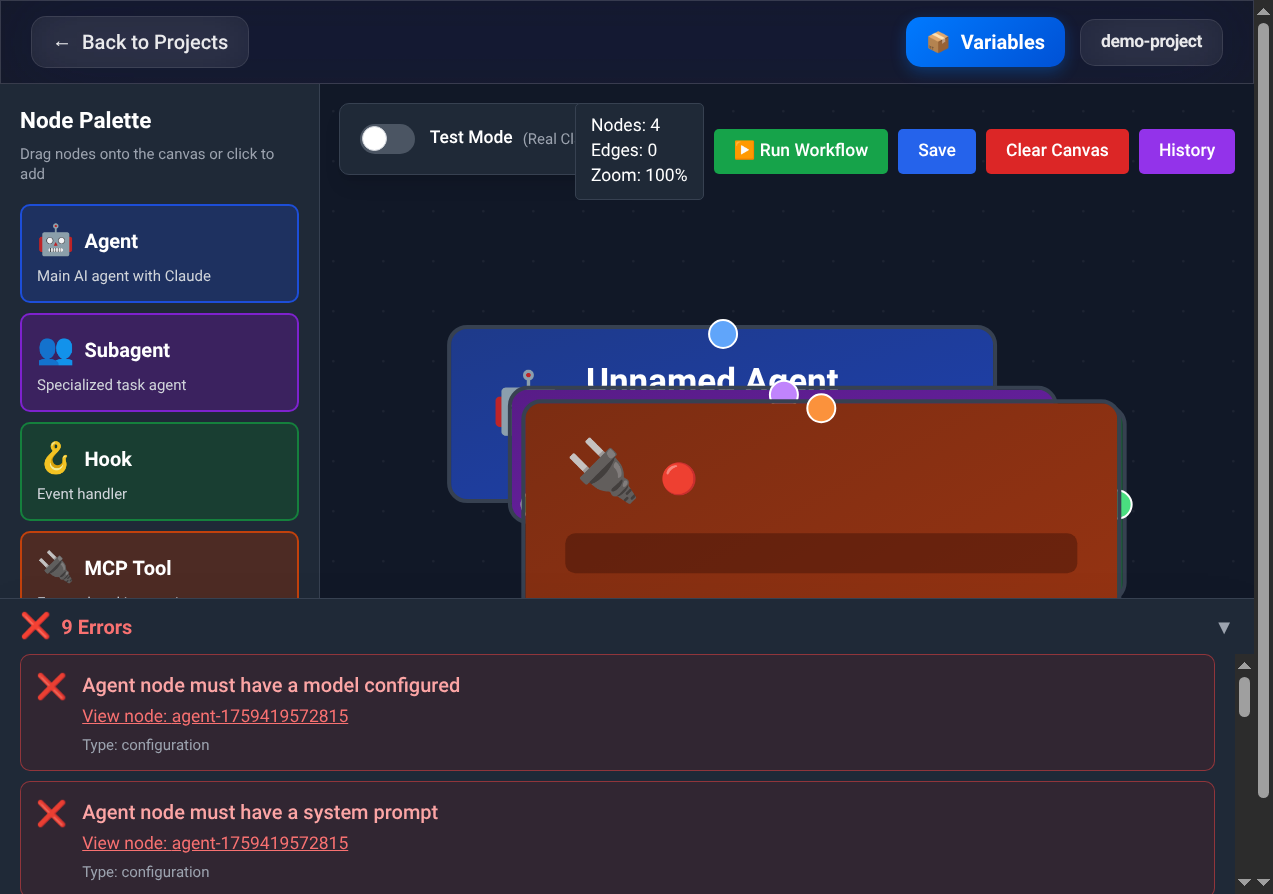 ← Back to Projects
Variables
demo-project
Node Palette
Drag nodes onto the canvas or click to
add
Agent
Main AI agent with Claude
Subagent
Specialized task agent
Hook
Event handler
MCP Tool
Test Mode (Real Cl
Nodes: 4
Edges: 0
Zoom: 100%
Run Workflow
Save
Clear Canvas
History
Unnamed Agent
9 Errors
▼
Agent node must have a model configured
View node: agent-1759419572815
Type: configuration
Agent node must have a system prompt
View node: agent-1759419572815
Type: configuration